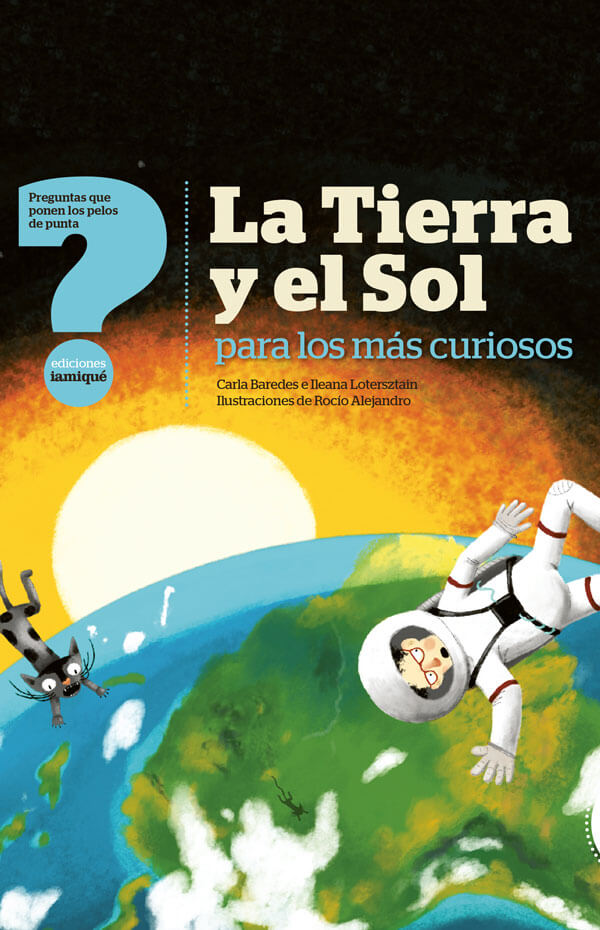 Preguntas que
ponen los pelos
de punta
ediciones
iamiqué
La Tierra
y el Sol
para los más curiosos
Carla Baredes e Ileana Lotersztain
Ilustraciones de Rocío Alejandro